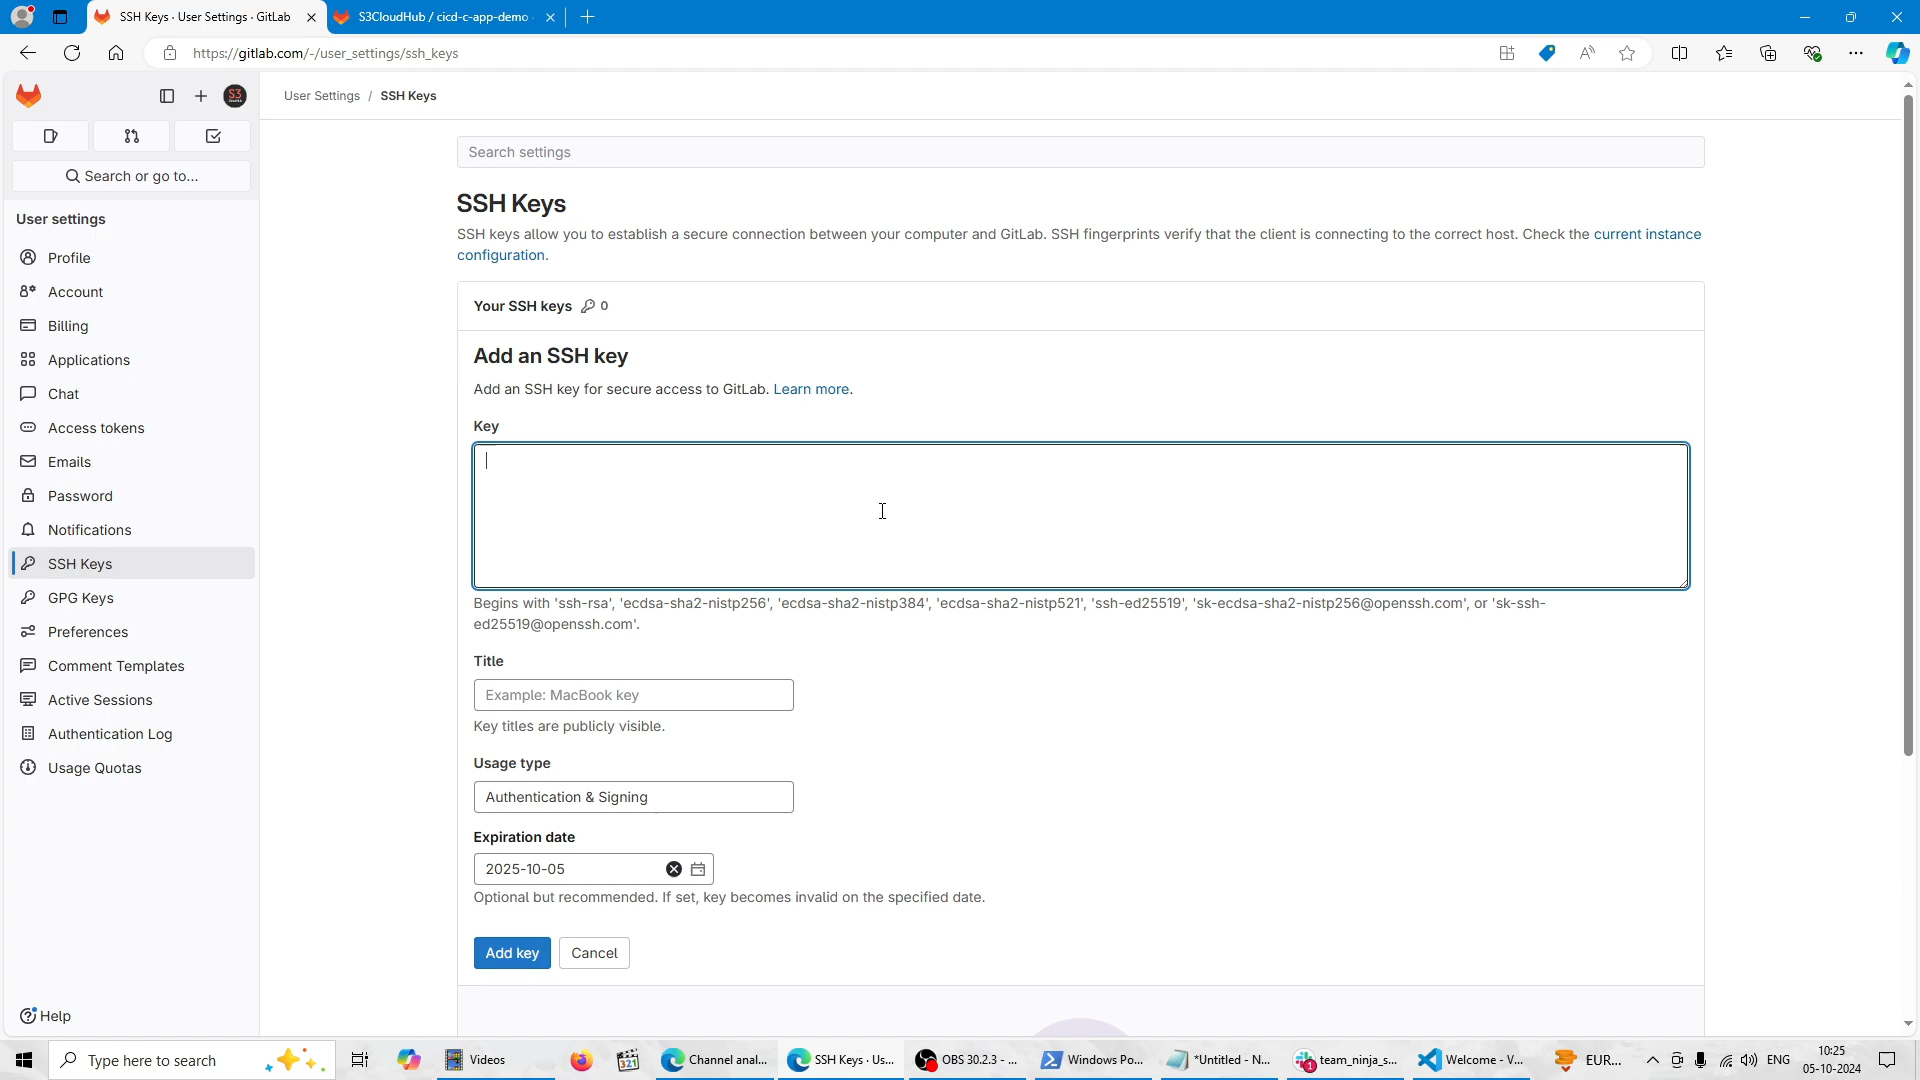 SSH Keys · User Settings · GitLab
S3CloudHub / cicd-c-app-demo
https://gitlab.com/-/user_settings/ssh_keys
S3
User Settings / SSH Keys
Search settings
Search or go to...
User settings
Profile
Account
Billing
Applications
Chat
Access tokens
Emails
Password
Notifications
SSH Keys
GPG Keys
Preferences
Comment Templates
Active Sessions
Authentication Log
Usage Quotas
Help
SSH Keys
SSH keys allow you to establish a secure connection between your computer and GitLab. SSH fingerprints verify that the client is connecting to the correct host. Check the current instance
configuration.
Your SSH keys 0
Add an SSH key
Add an SSH key for secure access to GitLab. Learn more.
Key
Begins with 'ssh-rsa', 'ecdsa-sha2-nistp256', 'ecdsa-sha2-nistp384', 'ecdsa-sha2-nistp521', 'ssh-ed25519', 'sk-ecdsa-sha2-nistp256@openssh.com', or 'sk-ssh-
ed25519@openssh.com'.
Title
Example: MacBook key
Key titles are publicly visible.
Usage type
Authentication & Signing
Expiration date
2025-10-05
Optional but recommended. If set, key becomes invalid on the specified date.
Add key
Cancel
Type here to search
Videos
321
Channel anal...
SSH Keys · Us...
OBS 30.2.3 - ...
Windows Po...
*Untitled - N...
1
team_ninja_s...
Welcome - V...
EUR...
ENG
10:25
05-10-2024